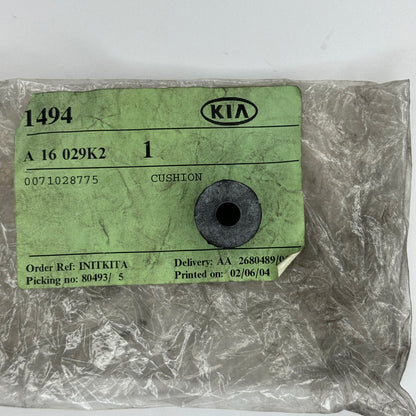 1494 KIA
A 16 029K2 1
0071028775 CUSHION
Order Ref: INITKITA Delivery: AA 2680489/0
Picking no: 80493/ 5 Printed on: 02/06/04